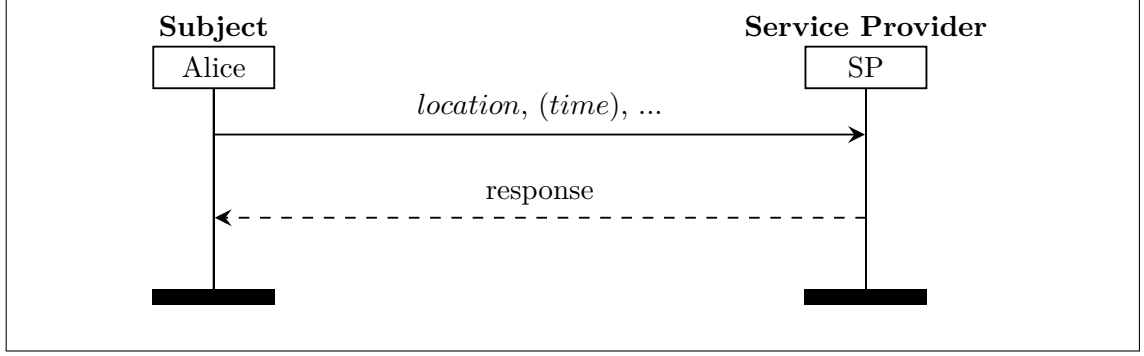 Subject
Service Provider
Alice
SP
location, (time), ...
response